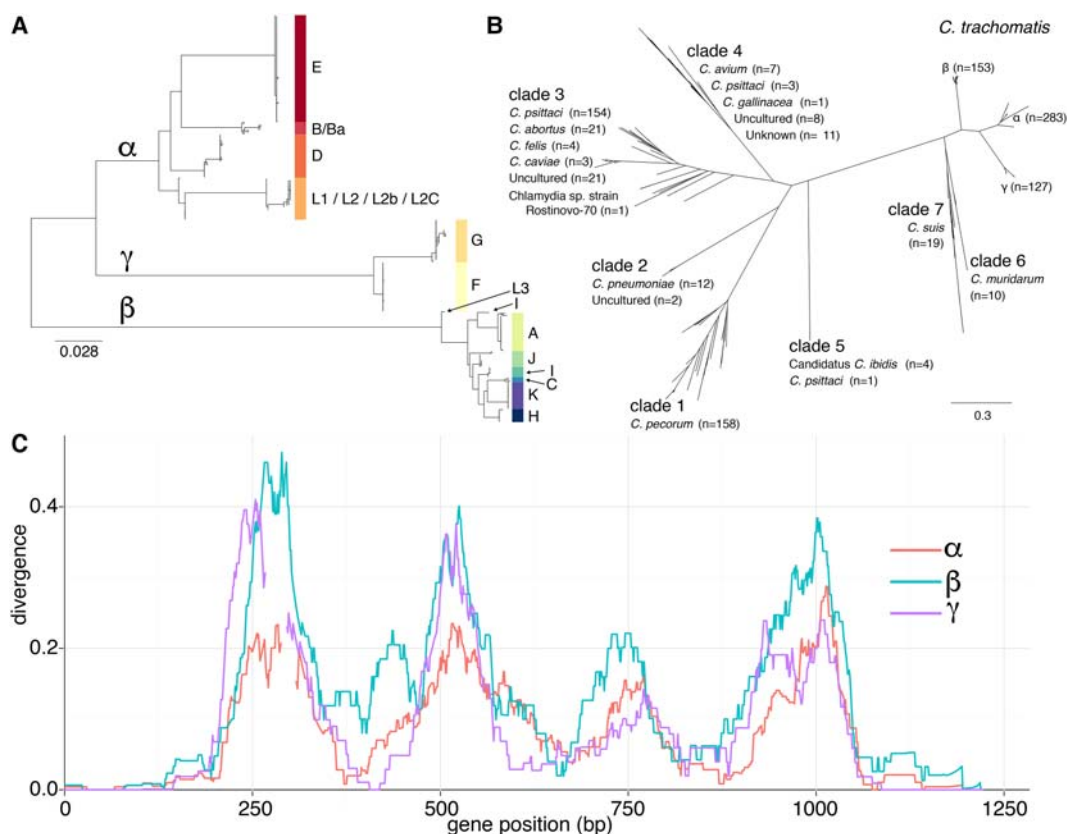 A
E
B/Ba
D
L1 / L2 / L2b / L2C
α
G
γ
F
L3
I
β
A
J
I
C
K
H
0.028
B
C. trachomatis
clade 4
C. avium (n=7)
C. psittaci (n=3)
C. gallinacea (n=1)
Uncultured (n=8)
Unknown (n= 11)
β (n=153)
α (n=283)
γ (n=127)
clade 3
C. psittaci (n=154)
C. abortus (n=21)
C. felis (n=4)
C. caviae (n=3)
Uncultured (n=21)
Chlamydia sp. strain
Rostinovo-70 (n=1)
clade 7
C. suis
(n=19)
clade 6
C. muridarum
(n=10)
clade 2
C. pneumoniae (n=12)
Uncultured (n=2)
clade 5
Candidatus C. ibidis (n=4)
C. psittaci (n=1)
clade 1
C. pecorum (n=158)
0.3
C
divergence
0.4
0.2
0.0
α
β
γ
0
250
500
750
1000
1250
gene position (bp)